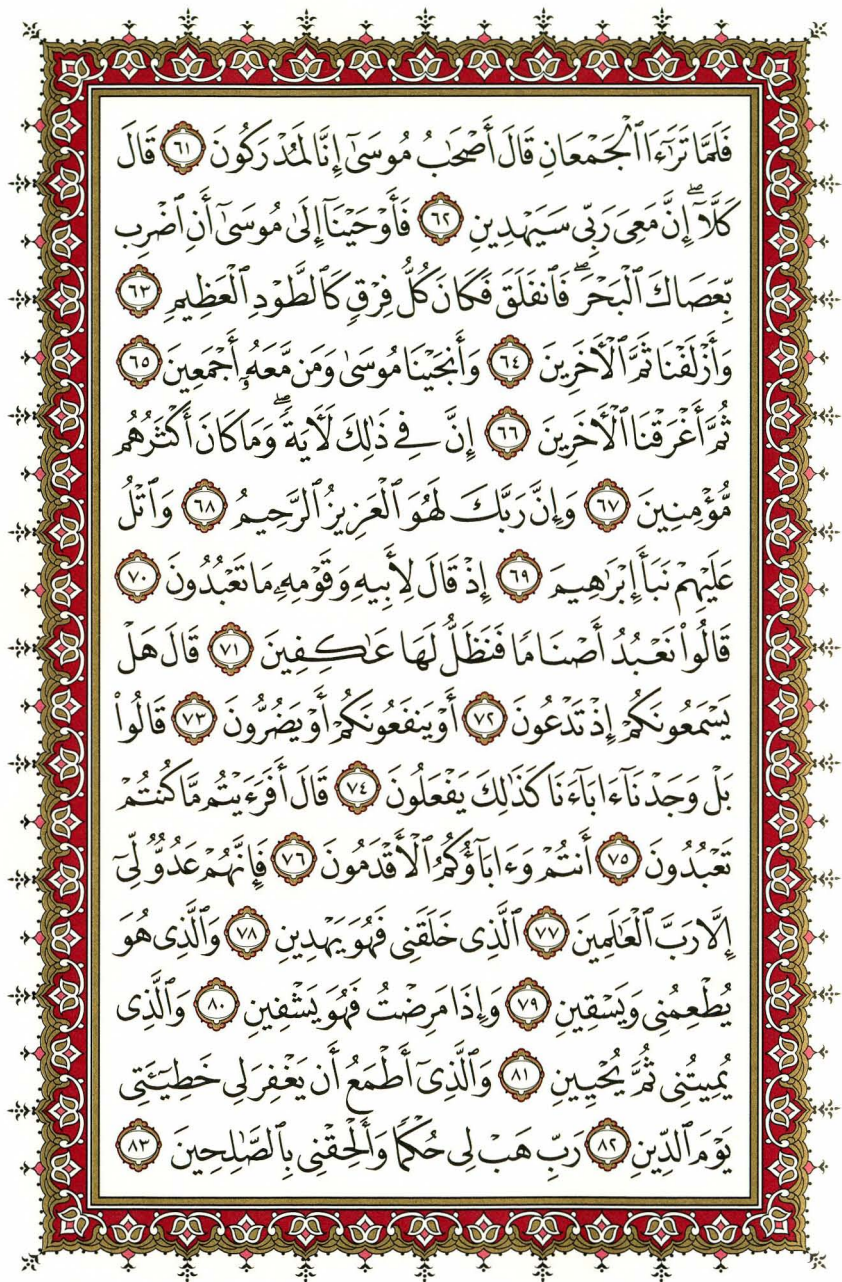 فَلَمَّا تَرَٰٓءَا ٱلْجَمْعَانِ قَالَ أَصْحَٰبُ مُوسَىٰٓ إِنَّا لَمُدْرَكُونَ ٦١ قَالَ
كَلَّآۖ إِنَّ مَعِىَ رَبِّى سَيَهْدِينِ ٦٢ فَأَوْحَيْنَآ إِلَىٰ مُوسَىٰٓ أَنِ ٱضْرِب
بِّعَصَاكَ ٱلْبَحْرَۖ فَٱنفَلَقَ فَكَانَ كُلُّ فِرْقٍ كَٱلطَّوْدِ ٱلْعَظِيمِ ٦٣
وَأَزْلَفْنَا ثَمَّ ٱلْأَخَرِينَ ٦٤ وَأَنجَيْنَا مُوسَىٰ وَمَن مَّعَهُۥٓ أَجْمَعِينَ ٦٥
ثُمَّ أَغْرَقْنَا ٱلْأَخَرِينَ ٦٦ إِنَّ فِى ذَٰلِكَ لَأَيَةًۖ وَمَا كَانَ أَكْثَرُهُم
مُّؤْمِنِينَ ٦٧ وَإِنَّ رَبَّكَ لَهُوَ ٱلْعَزِيزُ ٱلرَّحِيمُ ٦٨ وَٱتْلُ
عَلَيْهِمْ نَبَأَ إِبْرَٰهِيمَ ٦٩ إِذْ قَالَ لِأَبِيهِ وَقَوْمِهِۦ مَا تَعْبُدُونَ ٧٠
قَالُوا۟ نَعْبُدُ أَصْنَامًا فَنَظَلُّ لَهَا عَٰكِفِينَ ٧١ قَالَ هَلْ
يَسْمَعُونَكُمْ إِذْ تَدْعُونَ ٧٢ أَوْ يَنفَعُونَكُمْ أَوْ يَضُرُّونَ ٧٣ قَالُوا۟
بَلْ وَجَدْنَآ ءَابَآءَنَا كَذَٰلِكَ يَفْعَلُونَ ٧٤ قَالَ أَفَرَءَيْتُم مَّا كُنتُمْ
تَعْبُدُونَ ٧٥ أَنتُمْ وَءَابَآؤُكُمُ ٱلْأَقْدَمُونَ ٧٦ فَإِنَّهُمْ عَدُوٌّ لِّىٓ
إِلَّا رَبَّ ٱلْعَٰلَمِينَ ٧٧ ٱلَّذِى خَلَقَنِى فَهُوَ يَهْدِينِ ٧٨ وَٱلَّذِى هُوَ
يُطْعِمُنِى وَيَسْقِينِ ٧٩ وَإِذَا مَرِضْتُ فَهُوَ يَشْفِينِ ٨٠ وَٱلَّذِى
يُمِيتُنِى ثُمَّ يُحْيِينِ ٨١ وَٱلَّذِىٓ أَطْمَعُ أَن يَغْفِرَ لِى خَطِيٓـَٔتِى
يَوْمَ ٱلدِّينِ ٨٢ رَبِّ هَبْ لِى حُكْمًا وَأَلْحِقْنِى بِٱلصَّٰلِحِينَ ٨٣